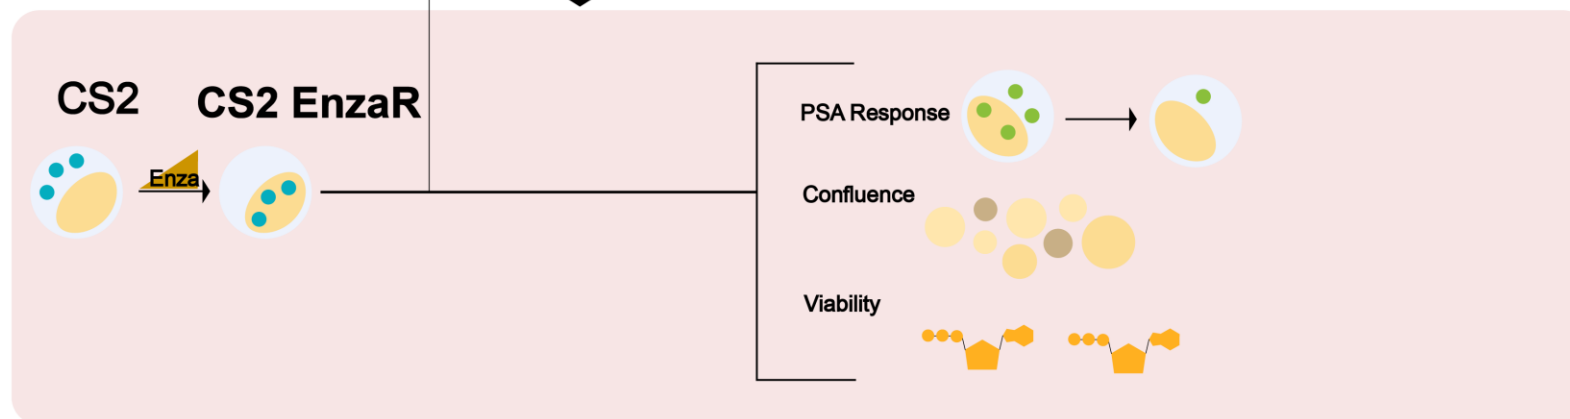 CS2
CS2 EnzaR
Enza
PSA Response
Confluence
Viability